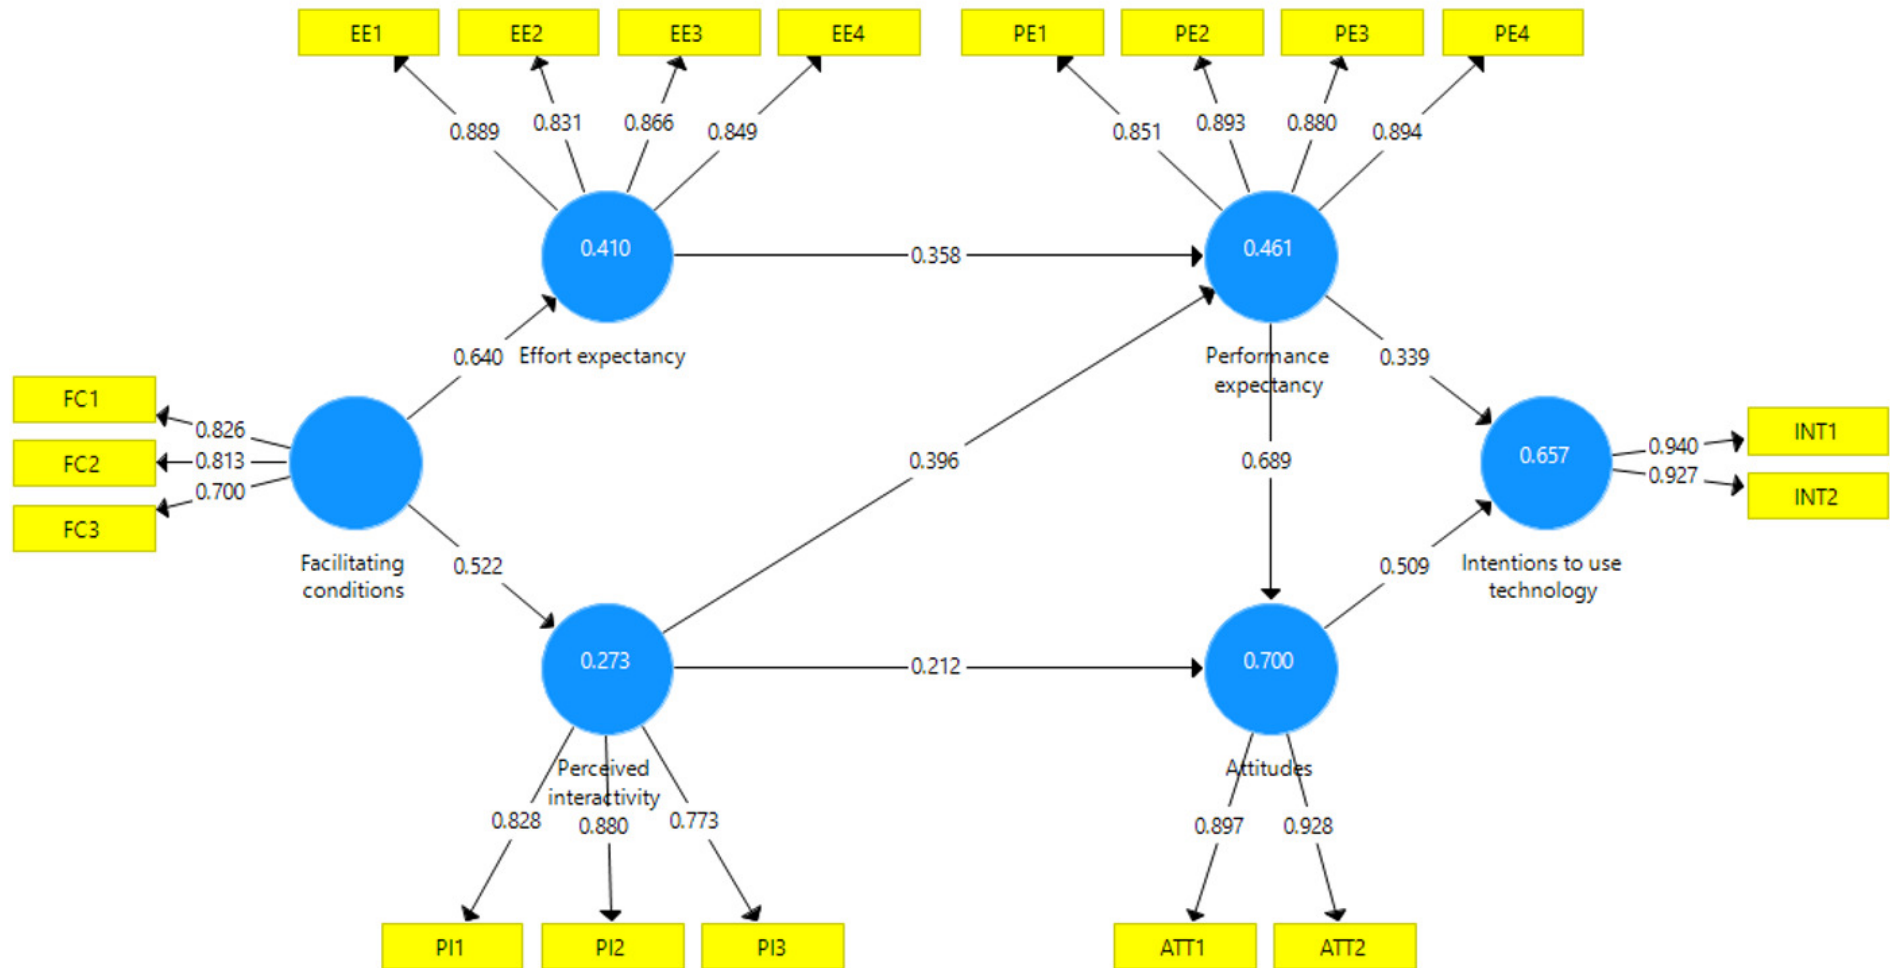 EE1
EE2
EE3
EE4
PE1
PE2
PE3
PE4
0.889
0.831
0.866
0.849
0.851
0.893
0.880
0.894
0.410
0.358
0.461
0.640
Effort expectancy
Performance
expectancy
0.339
FC1
FC2
FC3
0.826
0.813
0.700
0.396
0.689
0.657
0.940
0.927
INT1
INT2
Facilitating
conditions
0.522
0.509
Intentions to use
technology
0.273
0.212
0.700
Perceived
interactivity
Attitudes
0.828
0.880
0.773
0.897
0.928
PI1
PI2
PI3
ATT1
ATT2